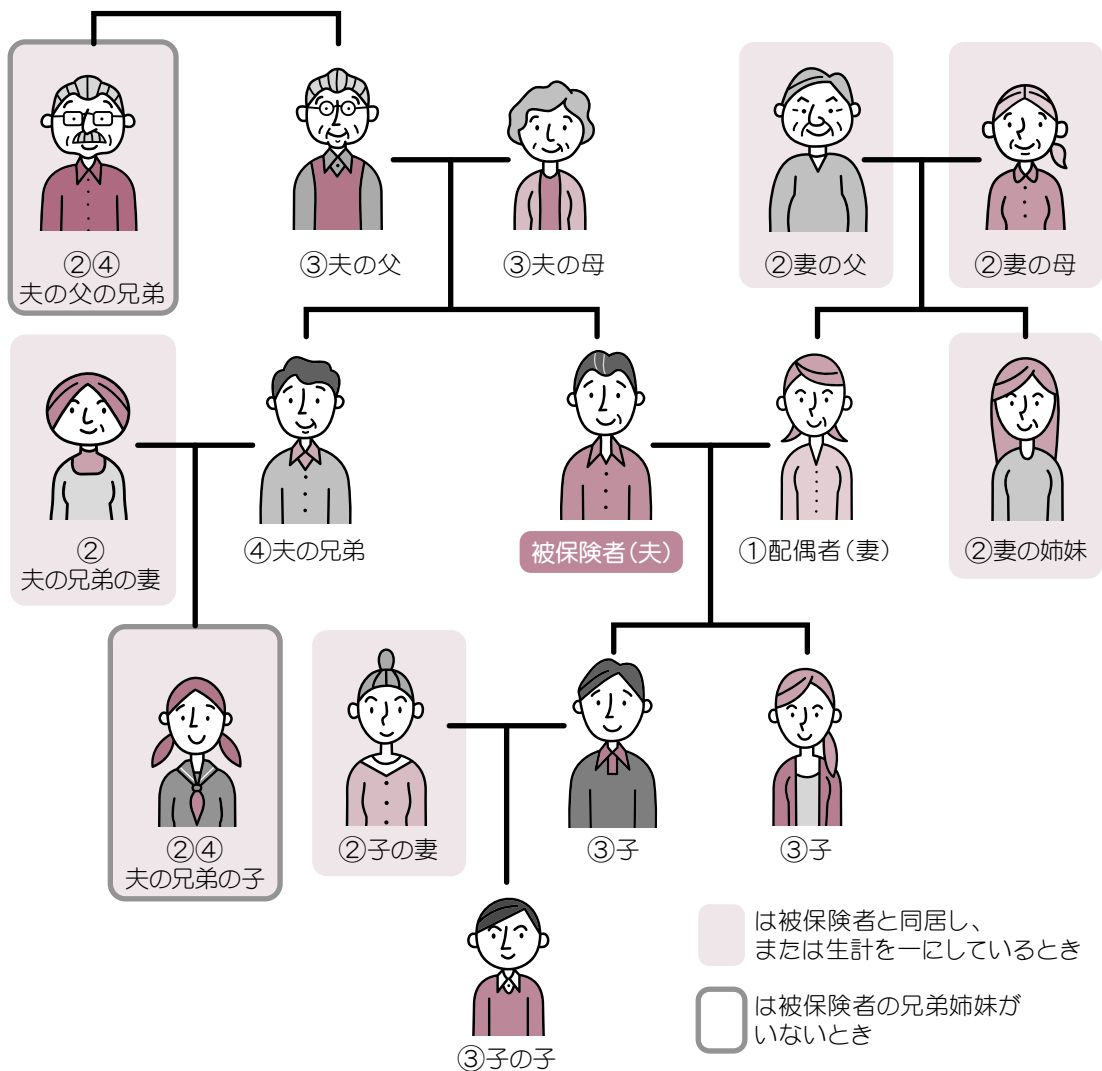 ②④
夫の父の兄弟
③夫の父
③夫の母
②妻の父
②妻の母
②
夫の兄弟の妻
④夫の兄弟
被保険者（夫）
①配偶者（妻）
②妻の姉妹
②④
夫の兄弟の子
②子の妻
③子
③子
③子の子
は被保険者と同居し、
または生計を一にしているとき
は被保険者の兄弟姉妹が
いないとき